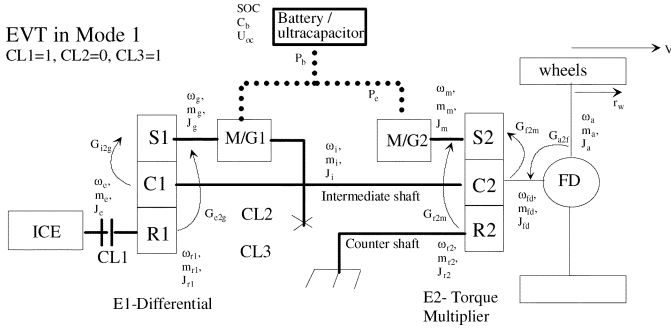 EVT in Mode 1
CL1=1, CL2=0, CL3=1
SOC
C_b
U_oc
Battery /
ultracapacitor
P_b
P_e
V
wheels
r_w
ω_g,
m_g,
J_g
S1
M/G1
G_i2g
C1
ω_e,
m_e,
J_e
ICE
CL1
R1
G_e2g
ω_r1,
m_r1,
J_r1
E1-Differential
CL2
CL3
ω_i,
m_i,
J_i
Intermediate shaft
Counter shaft
M/G2
ω_m,
m_m,
J_m
S2
C2
R2
G_r2m
G_f2m
G_a2f
ω_a
m_a,
J_a
FD
ω_fd,
m_fd,
J_fd
ω_r2,
m_r2,
J_r2
E2- Torque
Multiplier